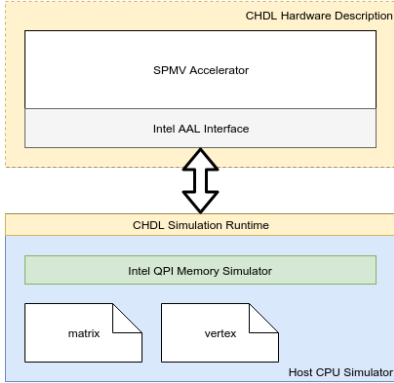 CHDL Hardware Description
SPMV Accelerator
Intel AAL Interface
CHDL Simulation Runtime
Intel QPI Memory Simulator
matrix
vertex
Host CPU Simulator